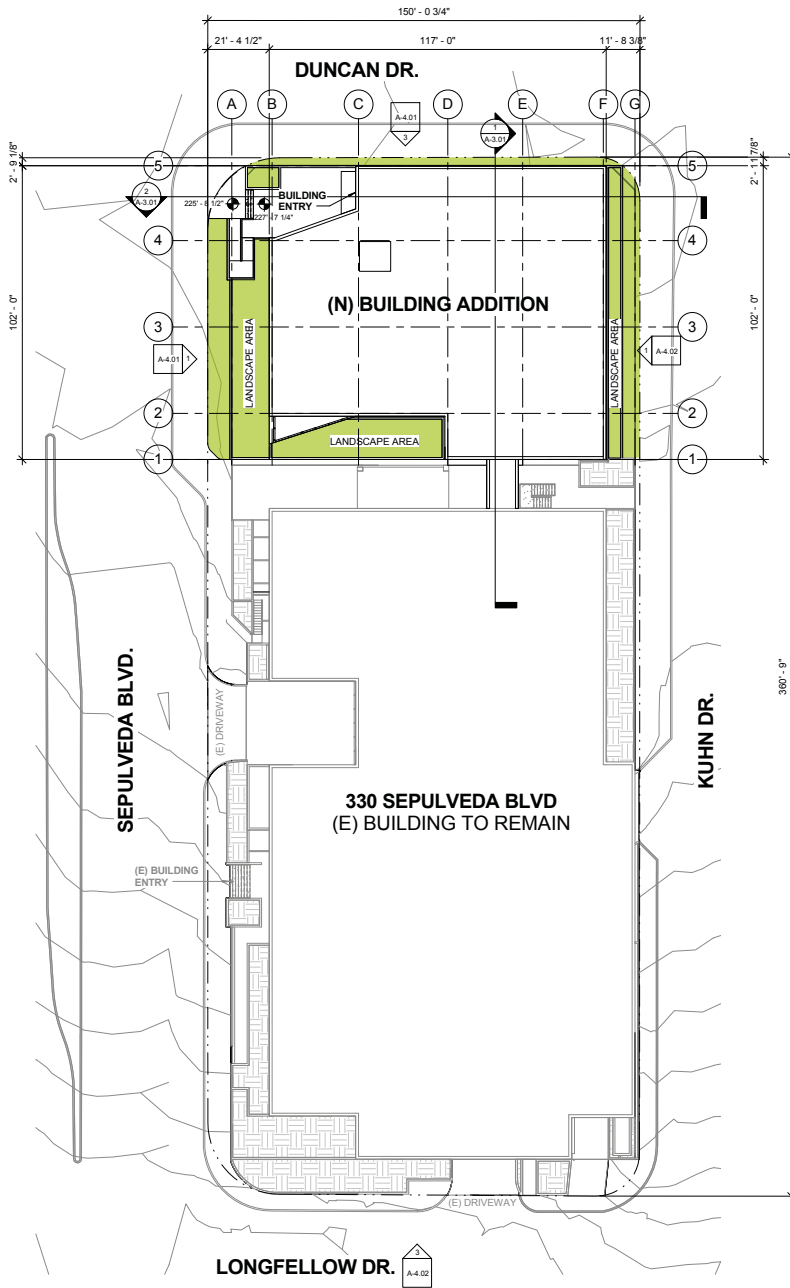 150' - 0 3/4"
21' - 4 1/2"
117' - 0"
11' - 8 3/8"
DUNCAN DR.
A
B
C
D
E
F
G
A-4.01
3
1
A-3.01
2' - 9 1/8"
5
5
2' - 11 7/8"
2
A-3.01
225' - 8 1/2"
227' - 7 1/4"
BUILDING
ENTRY
4
4
102' - 0"
102' - 0"
(N) BUILDING ADDITION
3
3
A-4.01
1
LANDSCAPE AREA
LANDSCAPE AREA
1
A-4.02
2
2
LANDSCAPE AREA
1
1
SEPULVEDA BLVD.
(E) DRIVEWAY
KUHN DR.
360' - 9"
330 SEPULVEDA BLVD
(E) BUILDING TO REMAIN
(E) BUILDING
ENTRY
(E) DRIVEWAY
LONGFELLOW DR.
3
A-4.02